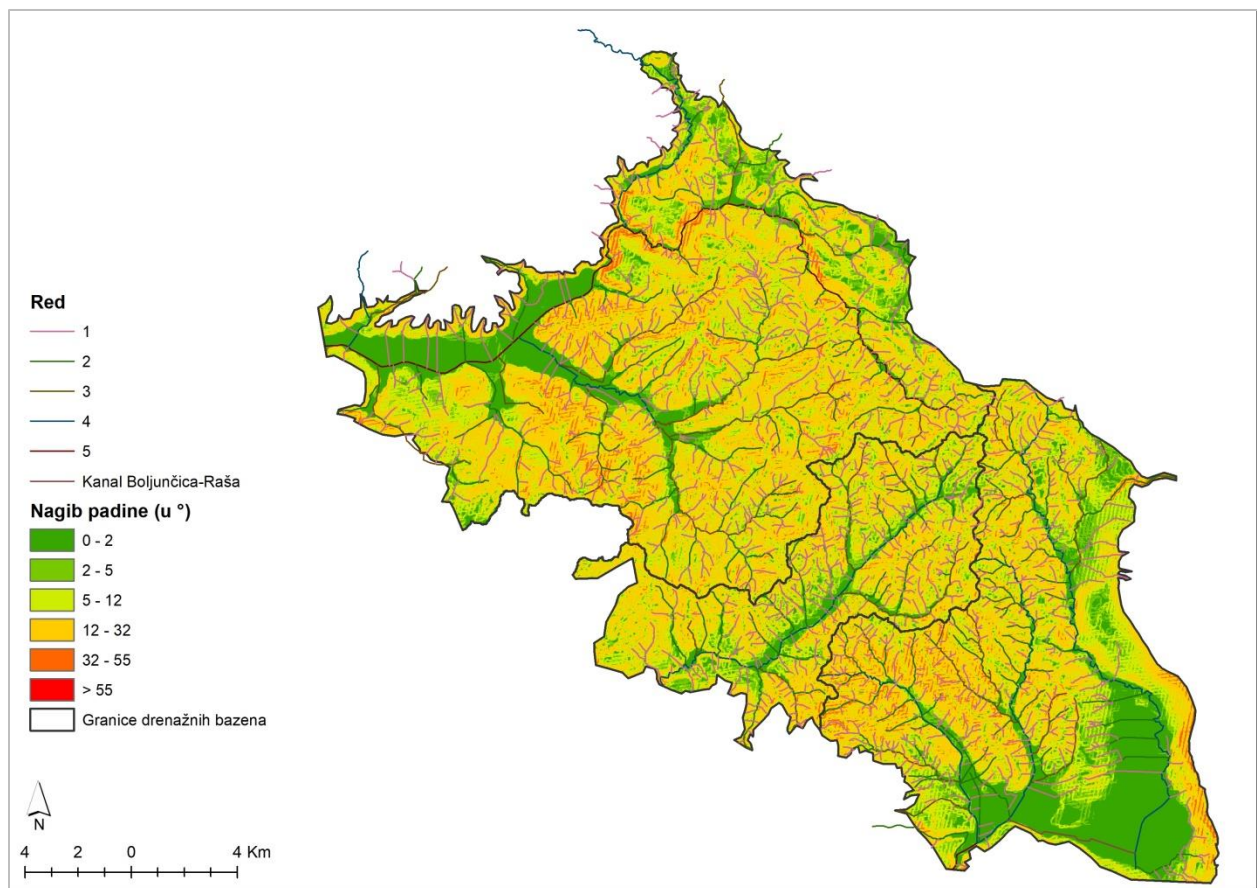 Red
1
2
3
4
5
Kanal Boljunčica-Raša
Nagib padine (u °)
0 - 2
2 - 5
5 - 12
12 - 32
32 - 55
> 55
Granice drenažnih bazena
N
4 2 0 4 Km